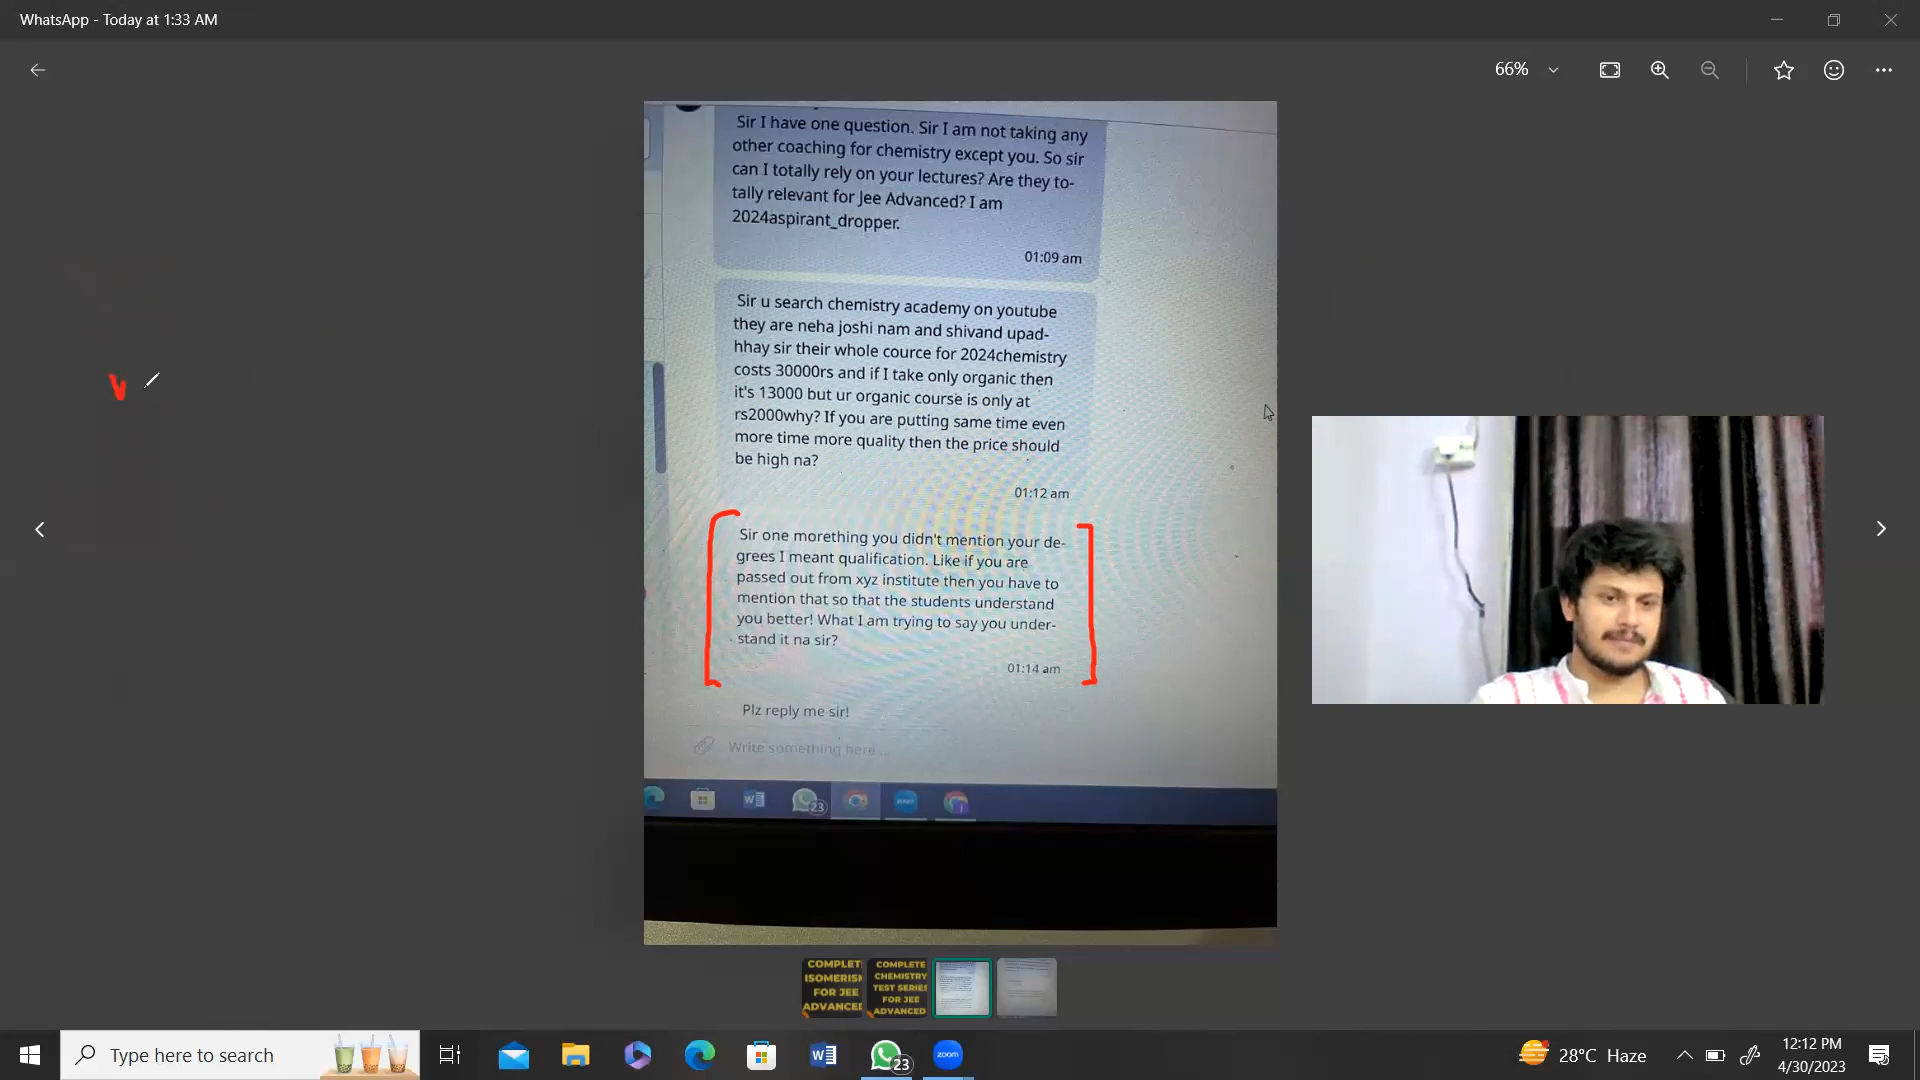 WhatsApp - Today at 1:33 AM
66%
Sir I have one question. Sir I am not taking any
other coaching for chemistry except you. So sir
can I totally rely on your lectures? Are they to-
tally relevant for Jee Advanced? I am
2024aspirant_dropper.
01:09 am
Sir u search chemistry academy on youtube
they are neha joshi nam and shivand upad-
hhay sir their whole cource for 2024chemistry
costs 30000rs and if I take only organic then
it's 13000 but ur organic course is only at
rs2000why? If you are putting same time even
more time more quality then the price should
be high na?
01:12 am
Sir one morething you didn't mention your de-
grees I meant qualification. Like if you are
passed out from xyz institute then you have to
mention that so that the students understand
you better! What I am trying to say you under-
stand it na sir?
01:14 am
Plz reply me sir!
Write something here ...
23
COMPLETE
ISOMERISM
FOR JEE
ADVANCED
COMPLETE
CHEMISTRY
TEST SERIES
FOR JEE
ADVANCED
Type here to search
23
zoom
28°C Haze
12:12 PM
4/30/2023